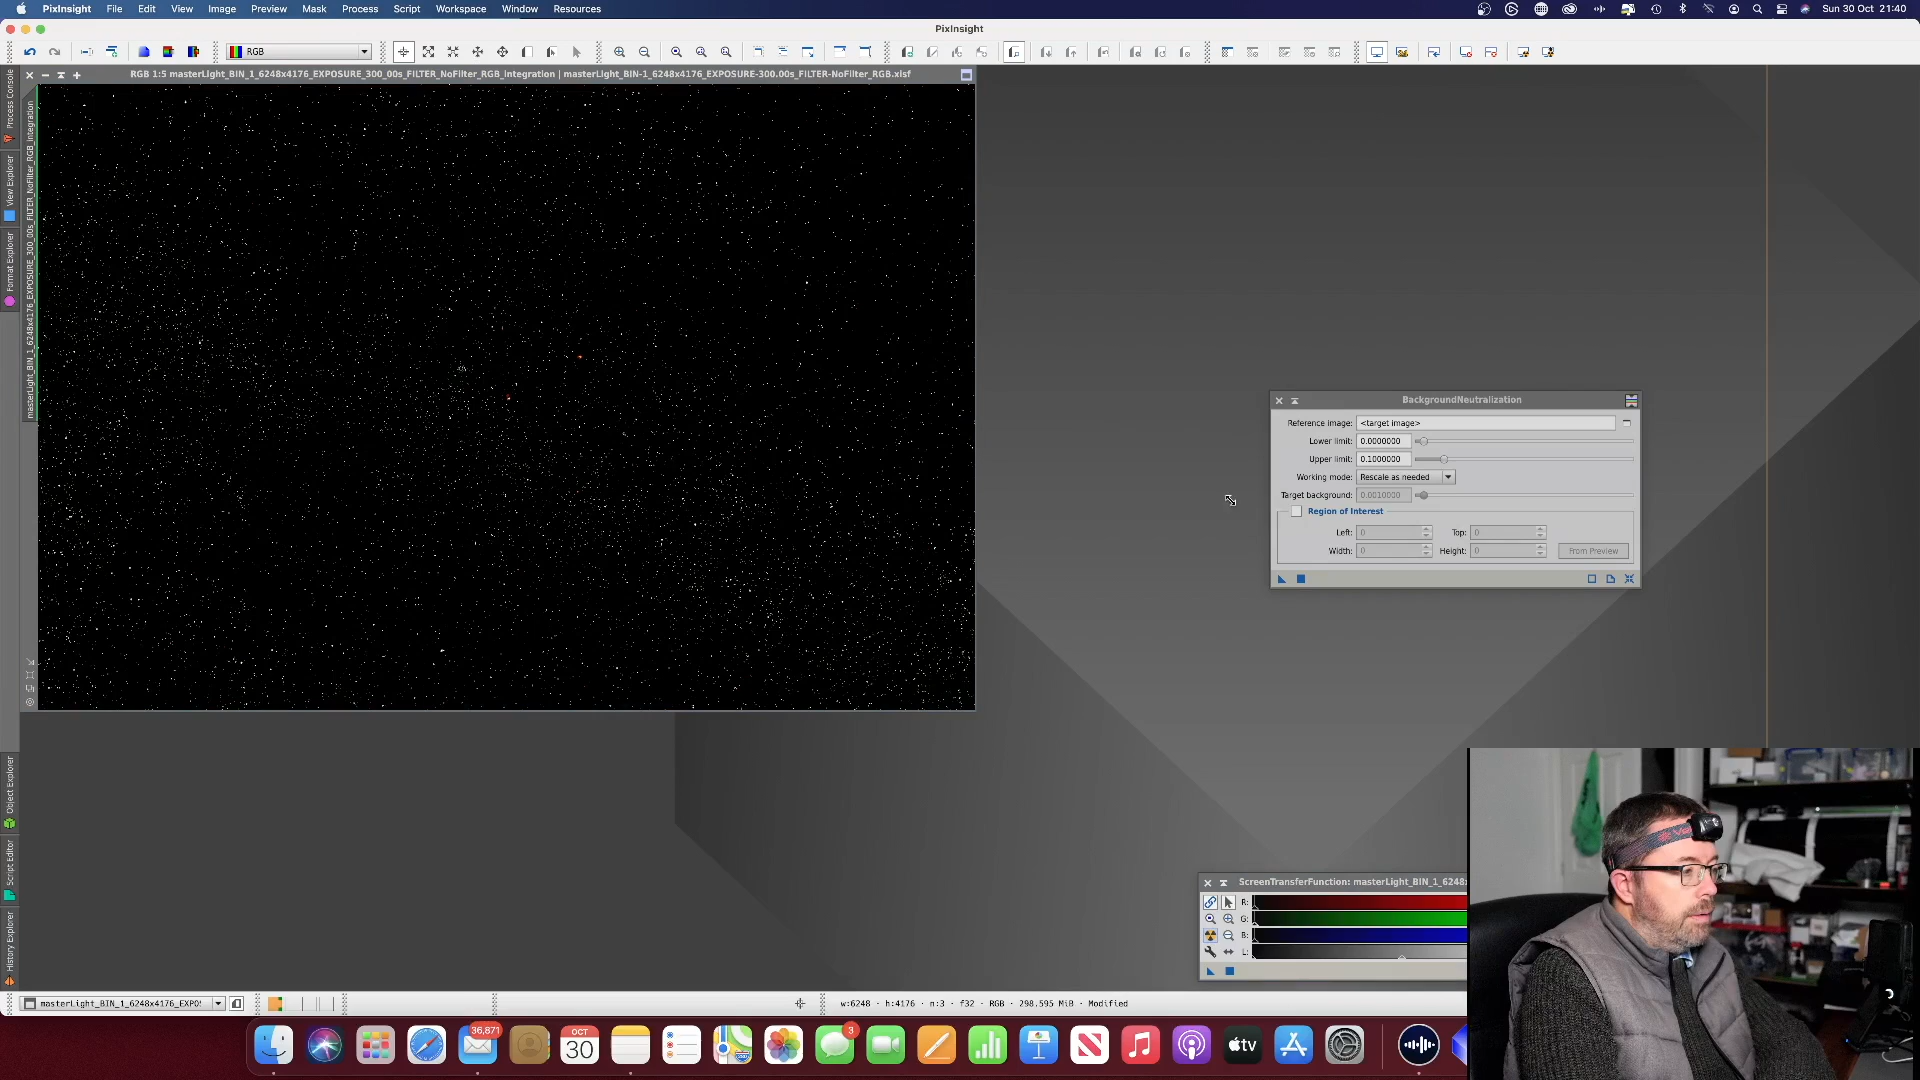 PixInsight File Edit View Image Preview Mask Process Script Workspace Window Resources Sun 30 Oct 21:40
PixInsight
RGB
RGB 1:5 masterLight_BIN_1_6248x4176_EXPOSURE_300_00s_FILTER_NoFilter_RGB_integration | masterLight_BIN-1_6248x4176_EXPOSURE-300.00s_FILTER-NoFilter_RGB.xisf
Process Console
View Explorer
Format Explorer
masterLight_BIN_1_6248x4176_EXPOSURE_300_00s_FILTER_NoFilter_RGB_integration
BackgroundNeutralization
Reference image: <target image>
Lower limit: 0.0000000
Upper limit: 0.1000000
Working mode: Rescale as needed
Target background: 0.0010000
Region of Interest
Left: 0 Top: 0
Width: 0 Height: 0 From Preview
Object Explorer
Script Editor
History Explorer
ScreenTransferFunction: masterLight_BIN_1_6248x
R:
G:
B:
L:
masterLight_BIN_1_6248x4176_EXPO
w:6248 · h:4176 · n:3 · f32 · RGB · 298.595 MiB · Modified
36,871
OCT
30
3
tv